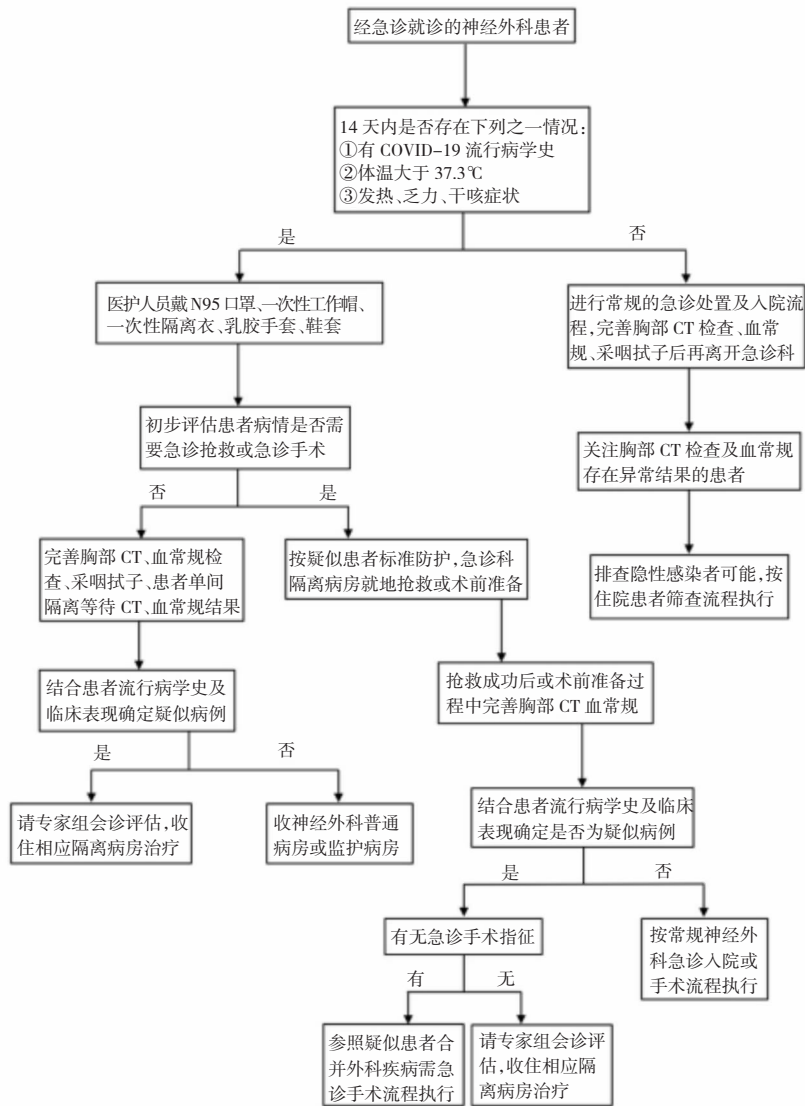 经急诊就诊的神经外科患者
14 天内是否存在下列之一情况：
①有 COVID-19 流行病学史
②体温大于 37.3℃
③发热、乏力、干咳症状
是
否
医护人员戴 N95 口罩、一次性工作帽、
一次性隔离衣、乳胶手套、鞋套
进行常规的急诊处置及入院流
程，完善胸部 CT 检查、血常
规、采咽拭子后再离开急诊科
初步评估患者病情是否需
要急诊抢救或急诊手术
关注胸部 CT 检查及血常规
存在异常结果的患者
否
是
完善胸部 CT、血常规检
查、采咽拭子、患者单间
隔离等待 CT、血常规结果
按疑似患者标准防护，急诊科
隔离病房就地抢救或术前准备
排查隐性感染者可能，按
住院患者筛查流程执行
结合患者流行病学史及
临床表现确定疑似病例
抢救成功后或术前准备过
程中完善胸部 CT 血常规
是
否
请专家组会诊评估，收
住相应隔离病房治疗
收神经外科普通
病房或监护病房
结合患者流行病学史及临床
表现确定是否为疑似病例
是
否
有无急诊手术指征
按常规神经外
科急诊入院或
手术流程执行
有
无
参照疑似患者合
并外科疾病需急
诊手术流程执行
请专家组会诊评
估，收住相应隔
离病房治疗